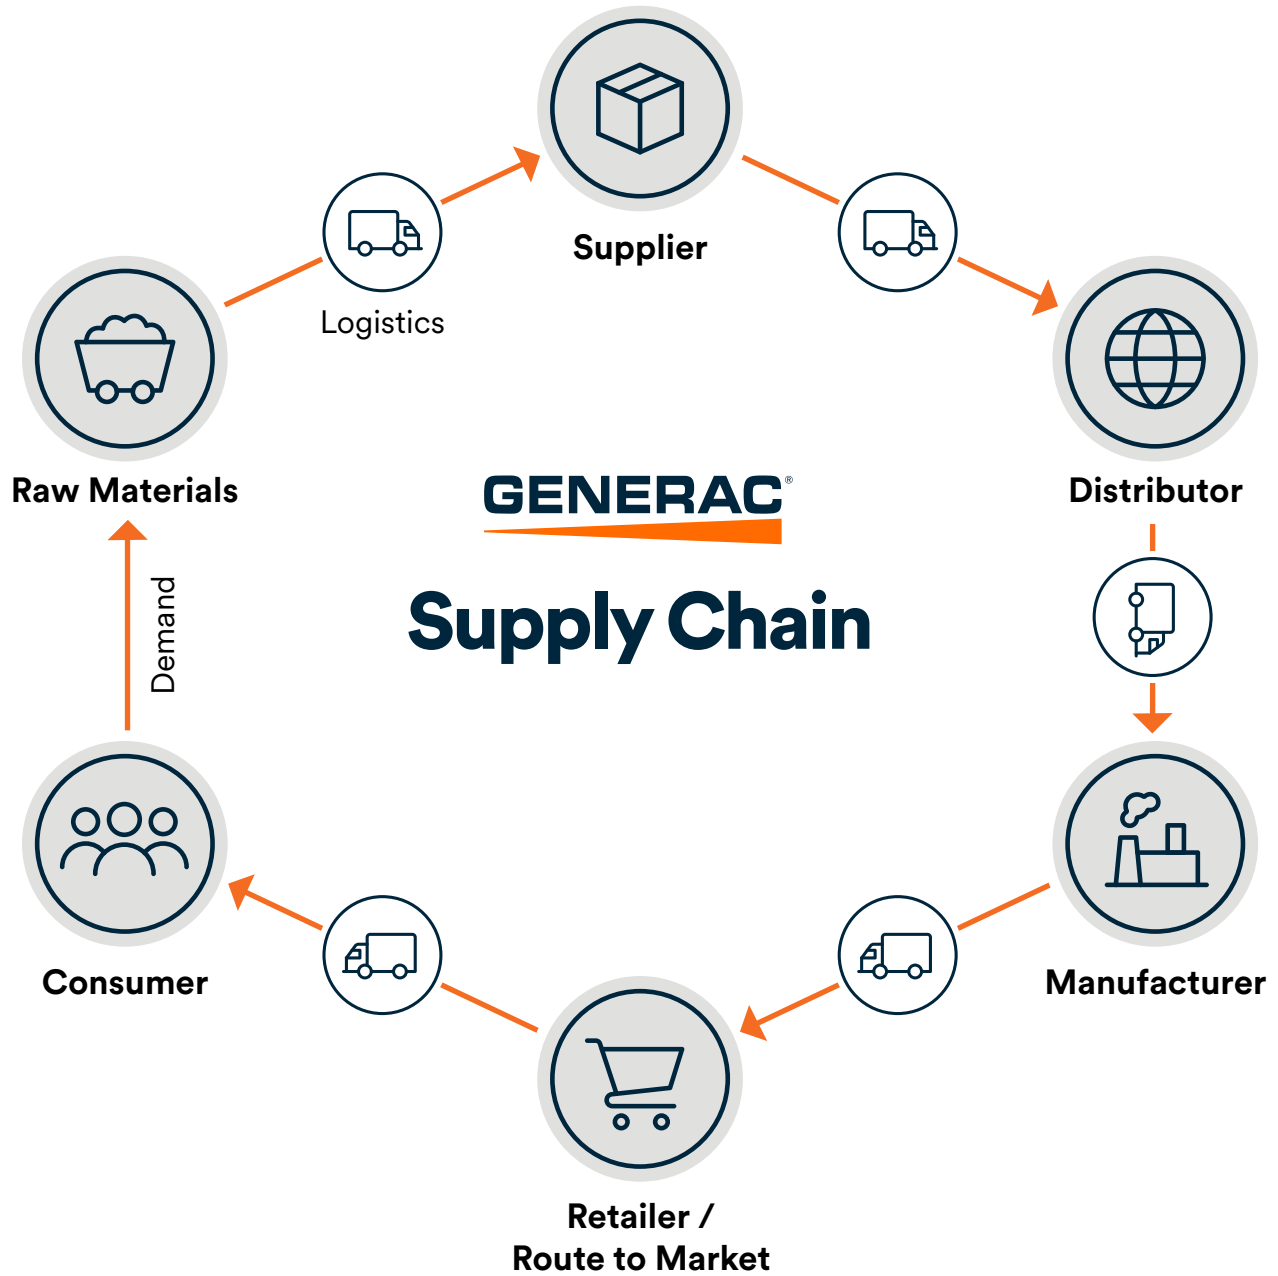 Supplier
Logistics
Raw Materials
Distributor
GENERAC®
Supply Chain
Demand
Consumer
Manufacturer
Retailer /
Route to Market